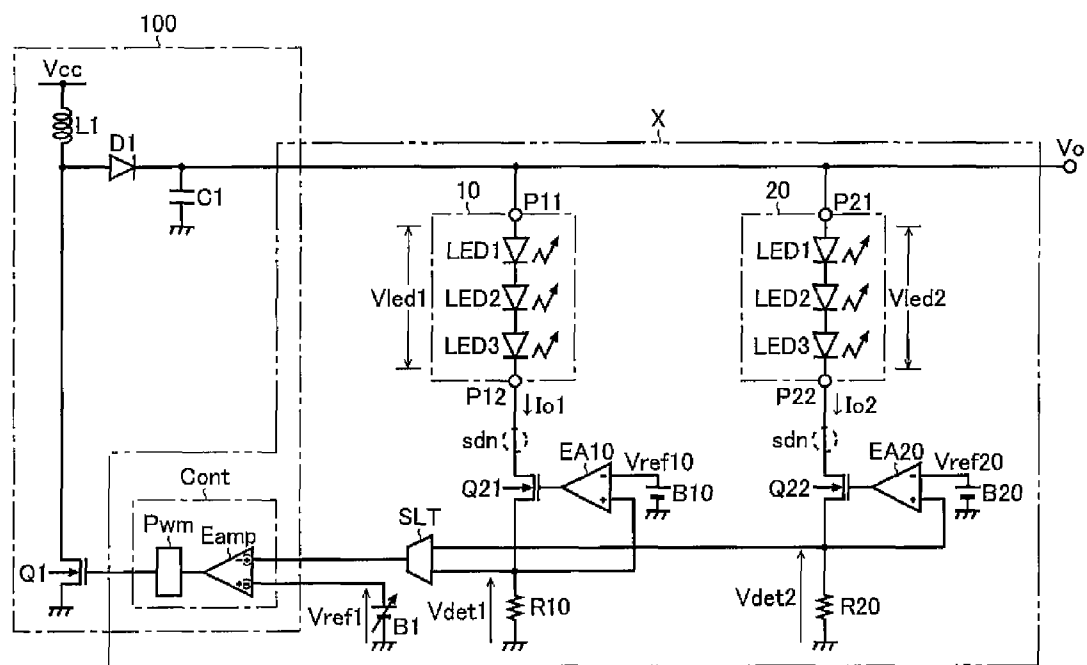 100
Vcc
L1
D1
C1
X
Vo
10
P11
20
P21
LED1
LED2
LED3
Vled1
LED1
LED2
LED3
Vled2
P12
Io1
P22
Io2
sdn
EA10
Vref10
sdn
EA20
Vref20
Q21
B10
Q22
B20
Cont
Pwm
Eamp
SLT
Q1
Vref1
B1
Vdet1
R10
Vdet2
R20